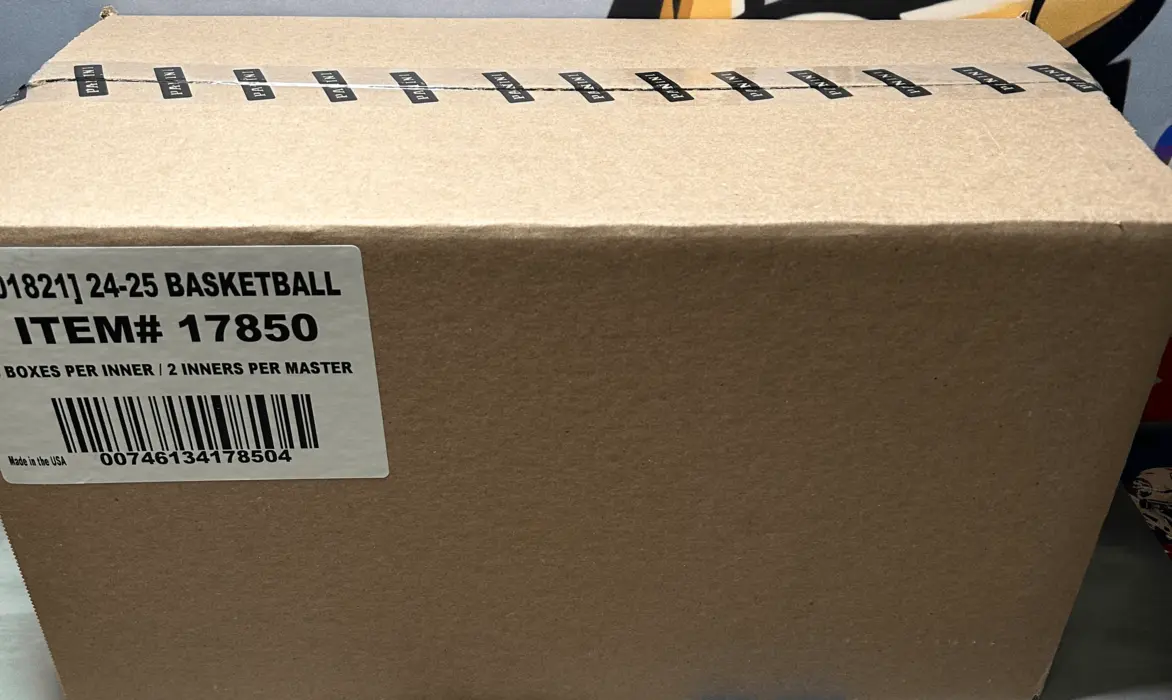 PANINI PANINI PANINI PANINI PANINI PANINI PANINI PANINI PANINI PANINI PANINI PANINI PANINI
01821] 24-25 BASKETBALL
ITEM# 17850
BOXES PER INNER / 2 INNERS PER MASTER
Made in the USA
00746134178504